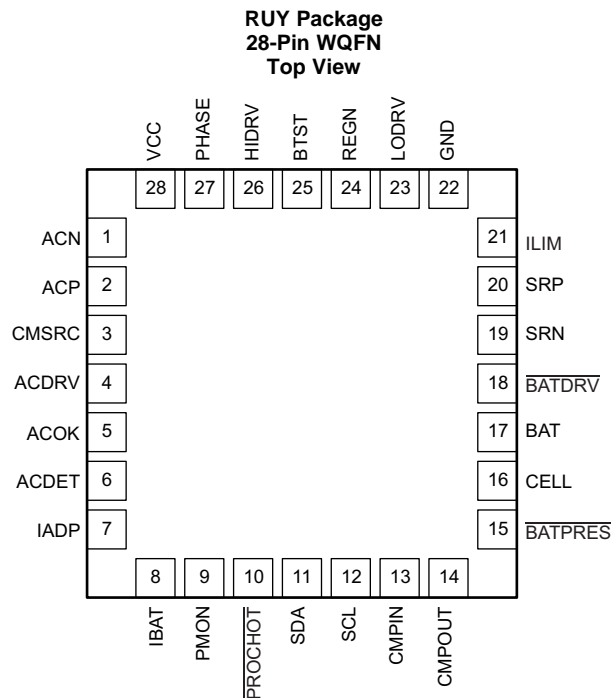 RUY Package
28-Pin WQFN
Top View
VCC
PHASE
HIDRV
BTST
REGN
LODRV
GND
28
27
26
25
24
23
22
ACN
1
ACP
2
CMSRC
3
ACDRV
4
ACOK
5
ACDET
6
IADP
7
21
ILIM
20
SRP
19
SRN
18
BATDRV
17
BAT
16
CELL
15
BATPRES
8
9
10
11
12
13
14
IBAT
PMON
PROCHOT
SDA
SCL
CMPIN
CMPOUT